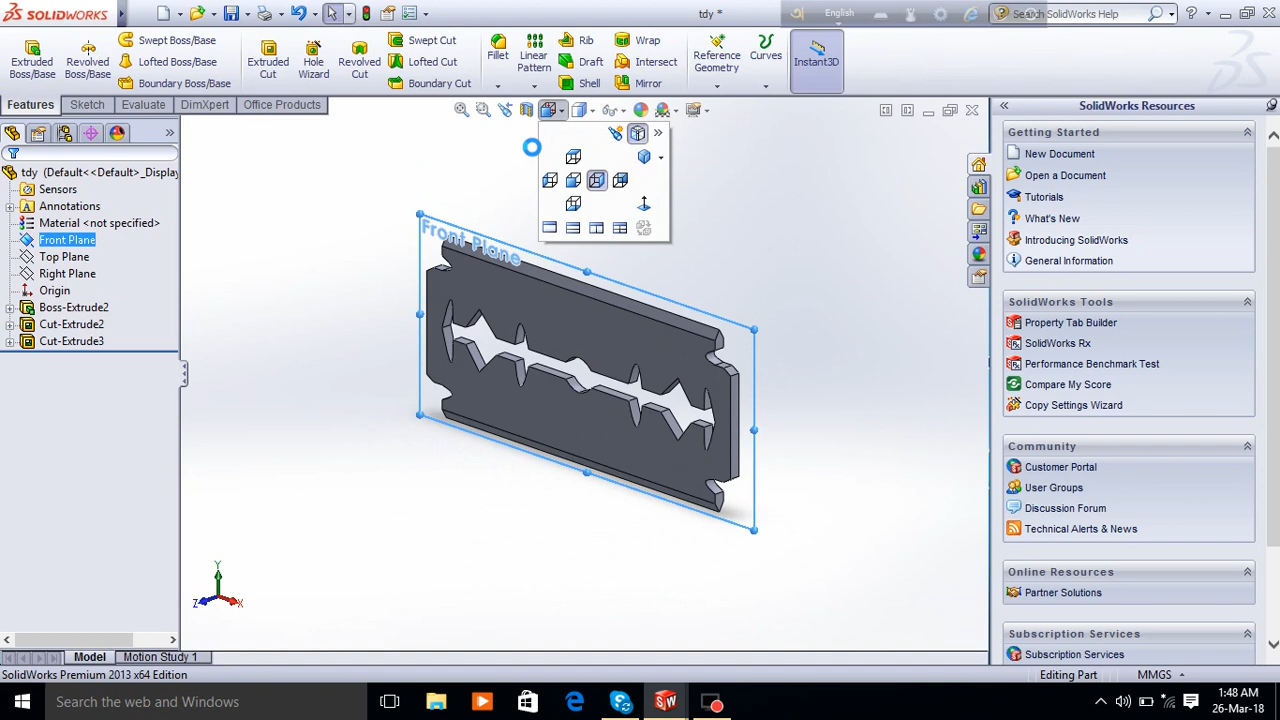 SOLIDWORKS
tdy *
English
Search SolidWorks Help
Extruded Boss/Base
Revolved Boss/Base
Swept Boss/Base
Lofted Boss/Base
Boundary Boss/Base
Extruded Cut
Hole Wizard
Revolved Cut
Swept Cut
Lofted Cut
Boundary Cut
Fillet
Linear Pattern
Rib
Draft
Shell
Wrap
Intersect
Mirror
Reference Geometry
Curves
Instant3D
Features
Sketch
Evaluate
DimXpert
Office Products
tdy (Default<<Default>_Display
Sensors
Annotations
Material <not specified>
Front Plane
Top Plane
Right Plane
Origin
Boss-Extrude2
Cut-Extrude2
Cut-Extrude3
Front Plane
Y
Z
X
SolidWorks Resources
Getting Started
New Document
Open a Document
Tutorials
What's New
Introducing SolidWorks
General Information
SolidWorks Tools
Property Tab Builder
SolidWorks Rx
Performance Benchmark Test
Compare My Score
Copy Settings Wizard
Community
Customer Portal
User Groups
Discussion Forum
Technical Alerts & News
Online Resources
Partner Solutions
Subscription Services
Subscription Services
Model
Motion Study 1
SolidWorks Premium 2013 x64 Edition
Editing Part
MMGS
Search the web and Windows
1:48 AM
26-Mar-18